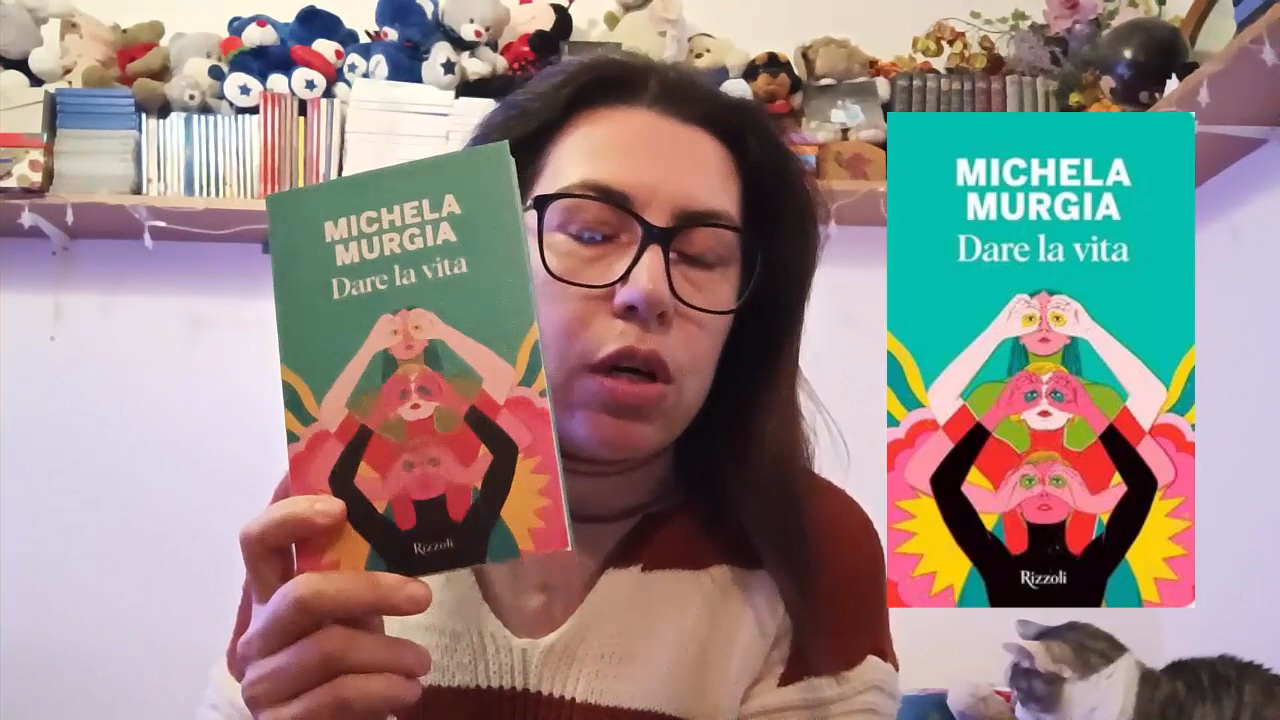 MICHELA
MURGIA
Dare la vita
Rizzoli
MICHELA
MURGIA
Dare la vita
Rizzoli